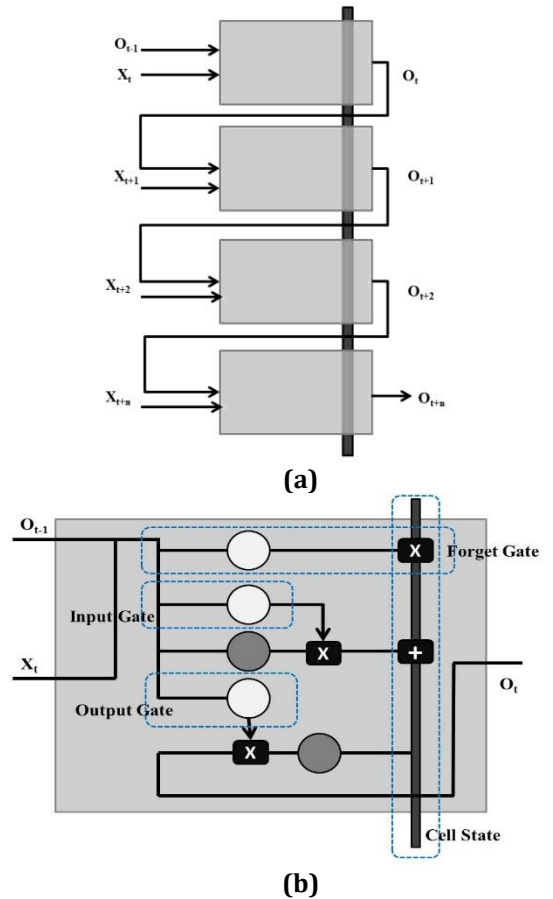 O_{t-1}
X_t
O_t
X_{t+1}
O_{t+1}
X_{t+2}
O_{t+2}
X_{t+n}
O_{t+n}
(a)
O_{t-1}
X
Forget Gate
Input Gate
X
+
X_t
O_t
Output Gate
X
Cell State
(b)